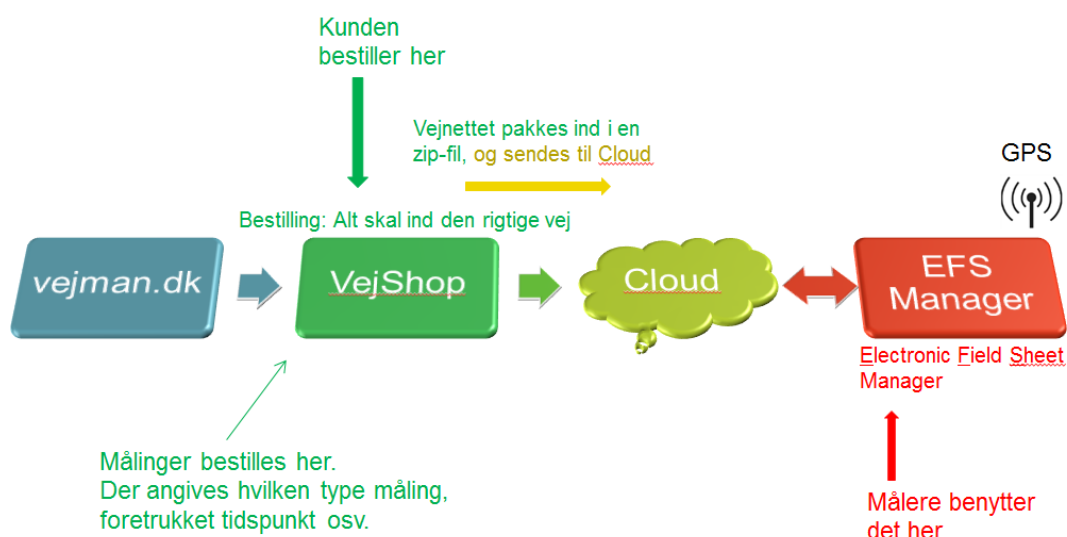 Kunden
bestiller her
Vejnettet pakkes ind i en
zip-fil, og sendes til Cloud
GPS
Bestilling: Alt skal ind den rigtige vej
vejman.dk
VejShop
Cloud
EFS
Manager
Electronic Field Sheet
Manager
Målinger bestilles her.
Der angives hvilken type måling,
foretrukket tidspunkt osv.
Målere benytter
det her